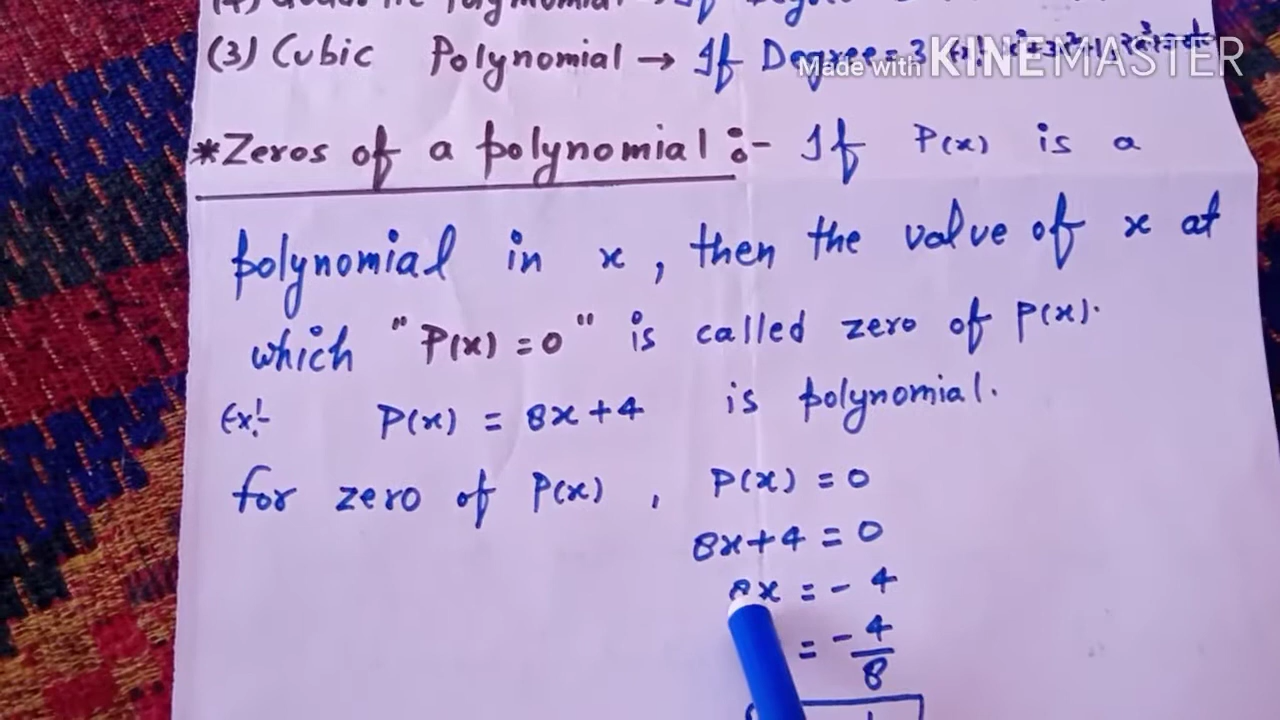 Polynomial
(3) Cubic Polynomial → If Degree = 3
Made with KINEMASTER
*Zeros of a polynomial :- If P(x) is a
polynomial in x, then the value of x at
which "P(x) = 0" is called zero of P(x).
Ex:- P(x) = 8x+4 is polynomial.
for zero of P(x), P(x) = 0
8x+4 = 0
8x = - 4
= - 4/8